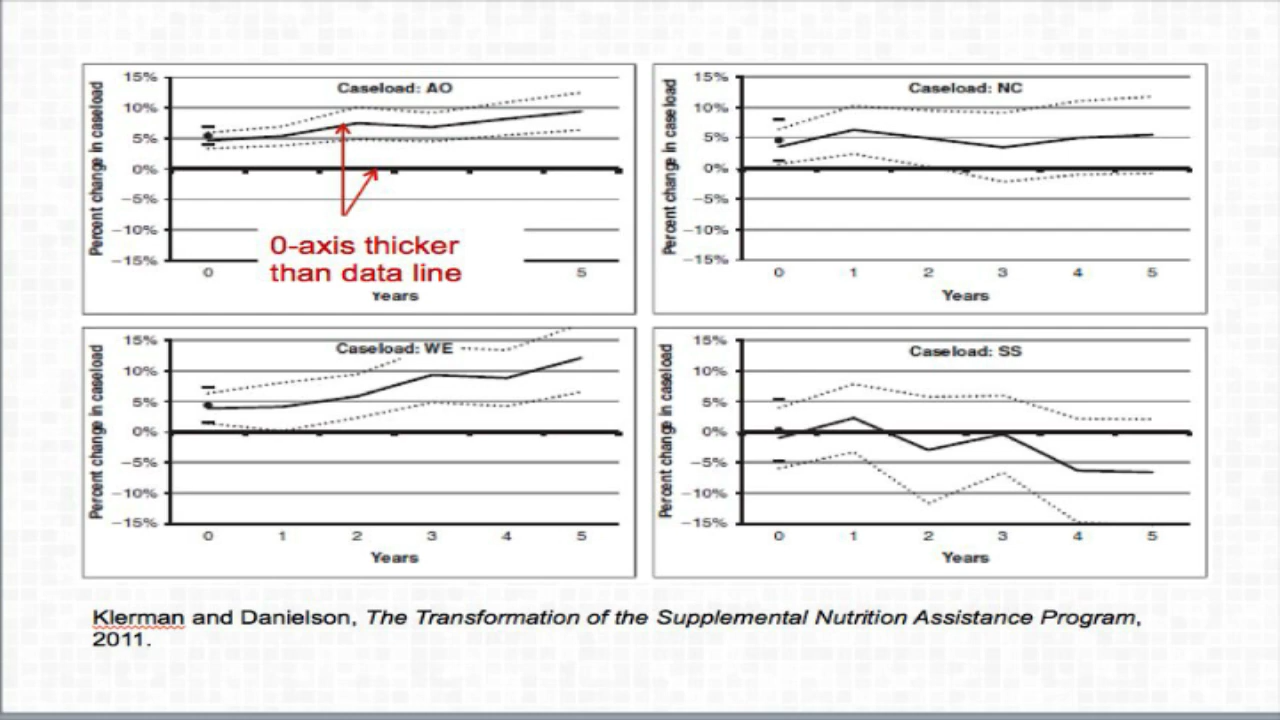 Caseload: AO
15%
10%
5%
0%
−5%
−10%
−15%
Percent change in caseload
0-axis thicker
than data line
0 5
Years
Caseload: NC
15%
10%
5%
0%
−5%
−10%
−15%
Percent change in caseload
0 1 2 3 4 5
Years
Caseload: WE
15%
10%
5%
0%
−5%
−10%
−15%
Percent change in caseload
0 1 2 3 4 5
Years
Caseload: SS
15%
10%
5%
0%
−5%
−10%
−15%
Percent change in caseload
0 1 2 3 4 5
Years
Klerman and Danielson, The Transformation of the Supplemental Nutrition Assistance Program,
2011.